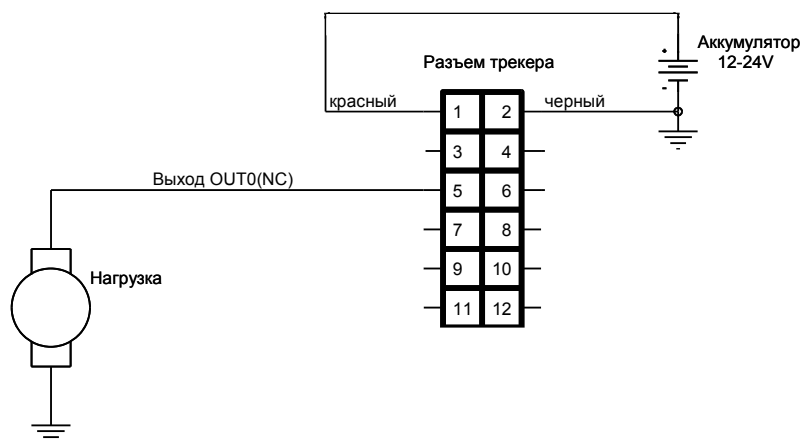 Аккумулятор
12-24V
+
-
Разъем трекера
красный
1
2
черный
3
4
Выход OUT0(NC)
5
6
7
8
Нагрузка
9
10
11
12